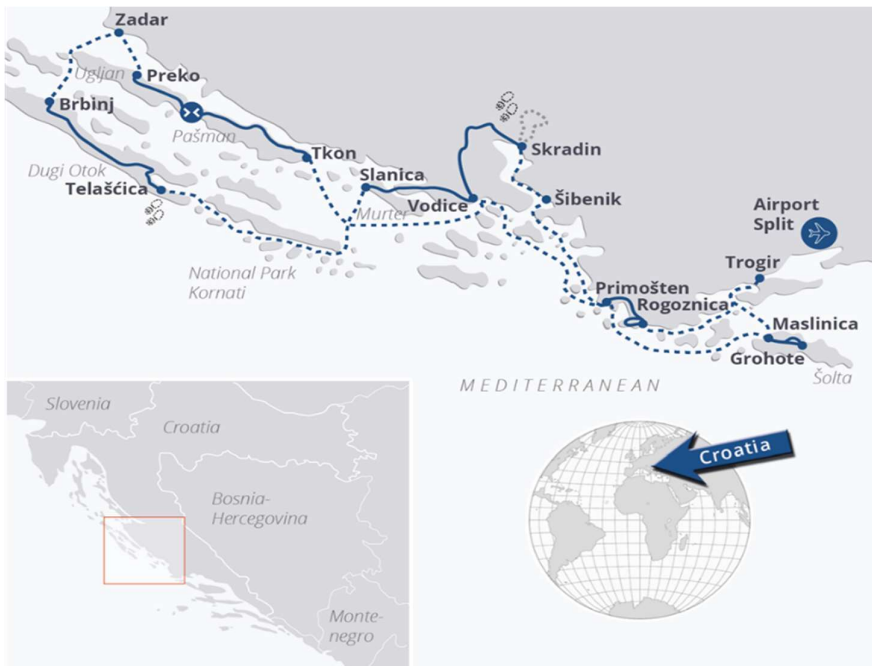 Zadar
Ugljan
Preko
Brbinj
Pašman
Dugi Otok
Tkon
Telašćica
Slanica
Skradin
Murter
Vodice
Šibenik
Airport
Split
National Park
Kornati
Trogir
Primošten
Rogoznica
Maslinica
Grohote
Šolta
MEDITERRANEAN
Slovenia
Croatia
Bosnia-
Hercegovina
Monte-
negro
Croatia